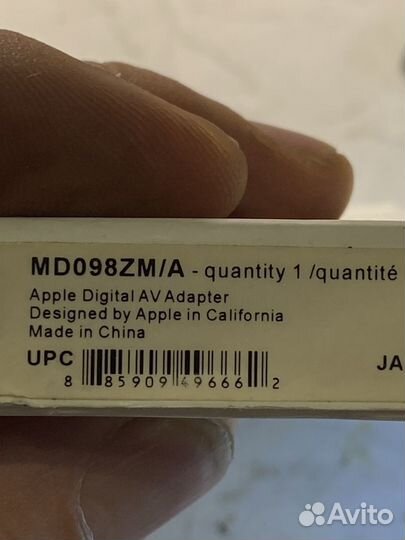 MD098ZM/A - quantity 1 /quantité
Apple Digital AV Adapter
Designed by Apple in California
Made in China
UPC
8 85909 49666 2
JA
Avito